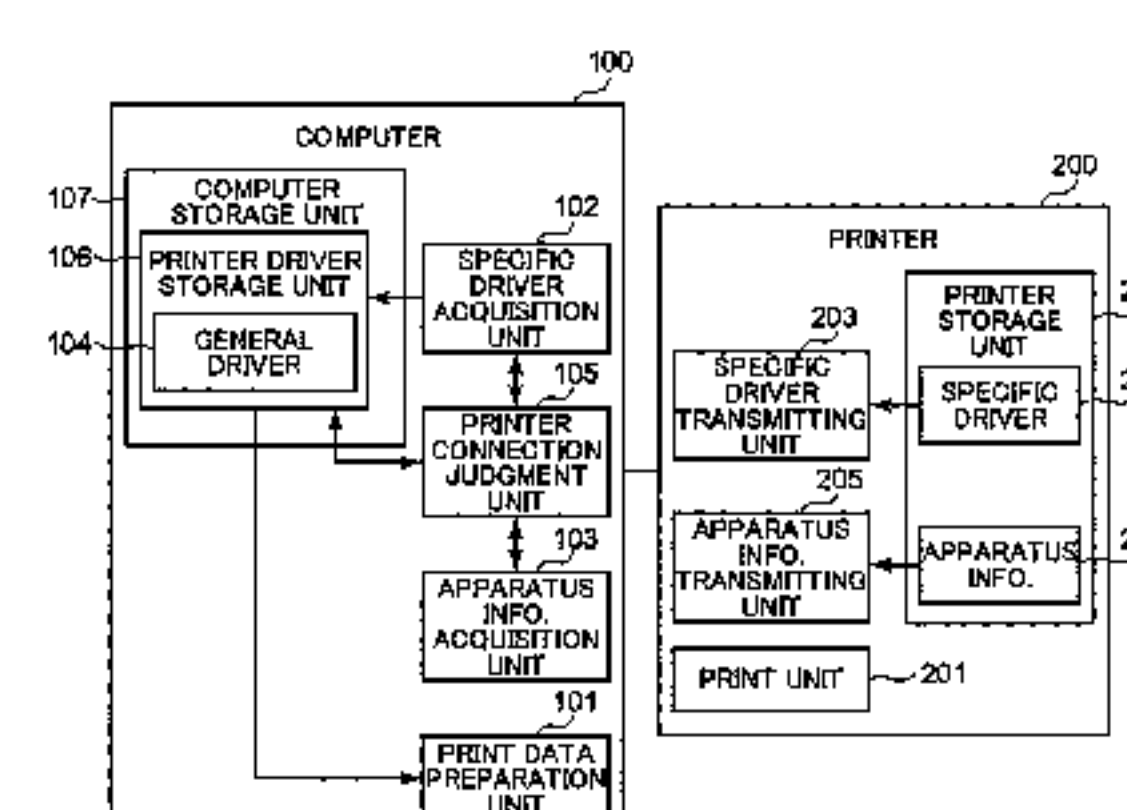 100
COMPUTER
107
COMPUTER
STORAGE UNIT
106
PRINTER DRIVER
STORAGE UNIT
104
GENERAL
DRIVER
102
SPECIFIC
DRIVER
ACQUISITION
UNIT
105
PRINTER
CONNECTION
JUDGMENT
UNIT
103
APPARATUS
INFO.
ACQUISITION
UNIT
101
PRINT DATA
PREPARATION
UNIT
200
PRINTER
203
SPECIFIC
DRIVER
TRANSMITTING
UNIT
205
APPARATUS
INFO.
TRANSMITTING
UNIT
PRINT UNIT
201
PRINTER
STORAGE
UNIT
SPECIFIC
DRIVER
APPARATUS
INFO.